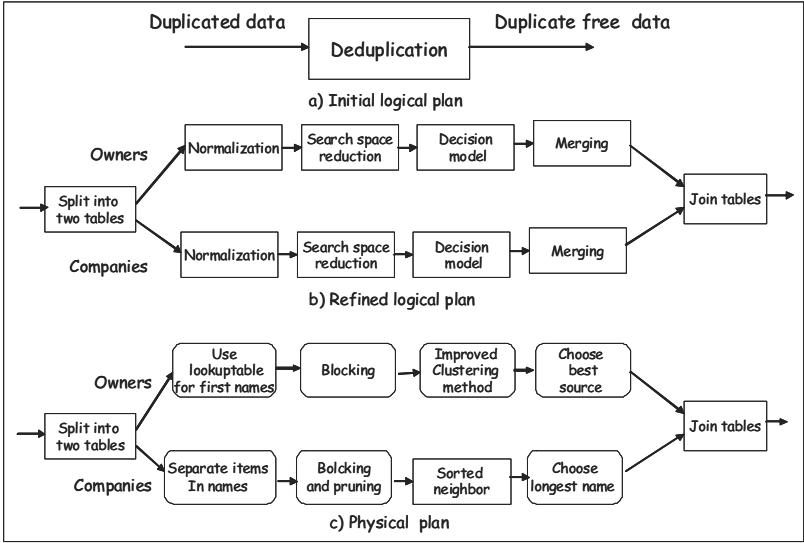 Duplicated data
Duplicate free data
Deduplication
a) Initial logical plan
Owners
Normalization
Search space
reduction
Decision
model
Merging
Split into
two tables
Join tables
Companies
Normalization
Search space
reduction
Decision
model
Merging
b) Refined logical plan
Owners
Use
lookuptable
for first names
Blocking
Improved
Clustering
method
Choose
best
source
Split into
two tables
Join tables
Companies
Separate items
In names
Bolcking
and pruning
Sorted
neighbor
Choose
longest name
c) Physical plan